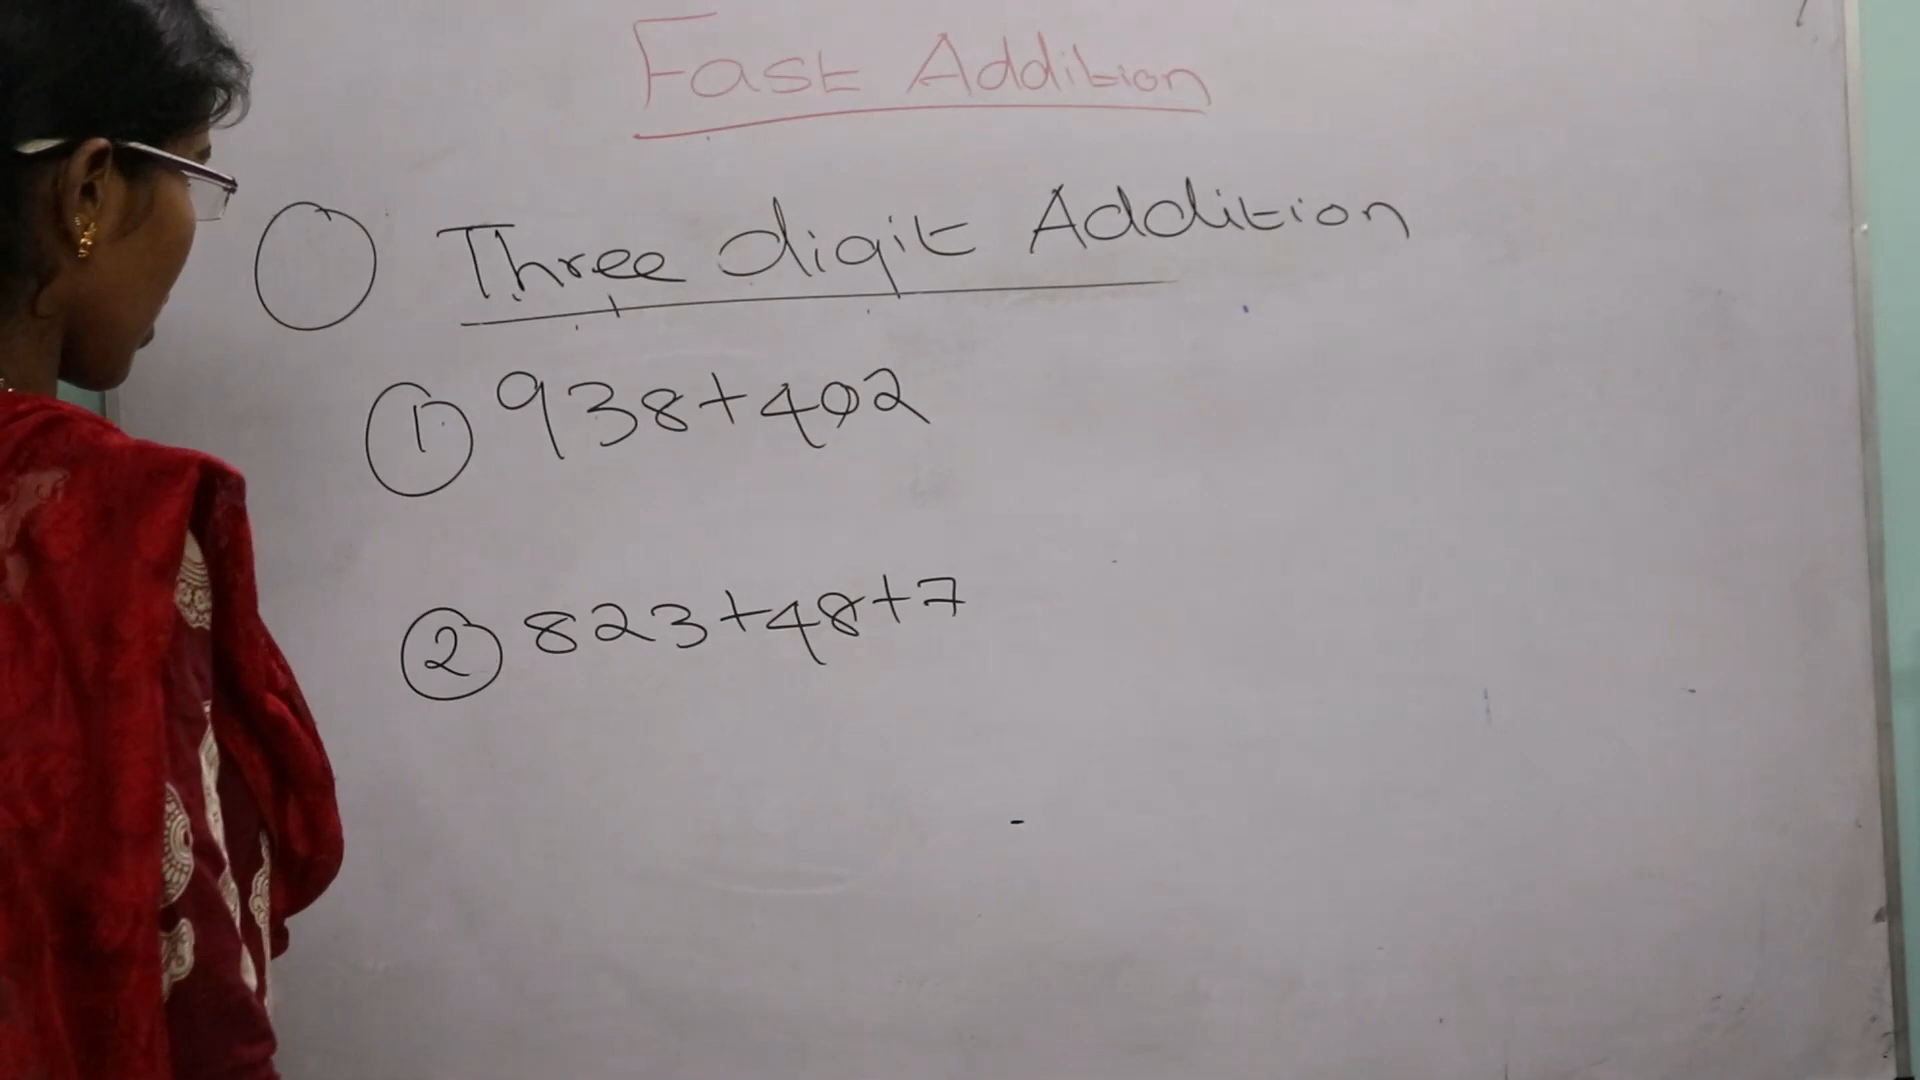 Fast Addition
Three digit Addition
1 938+402
2 823+48+7